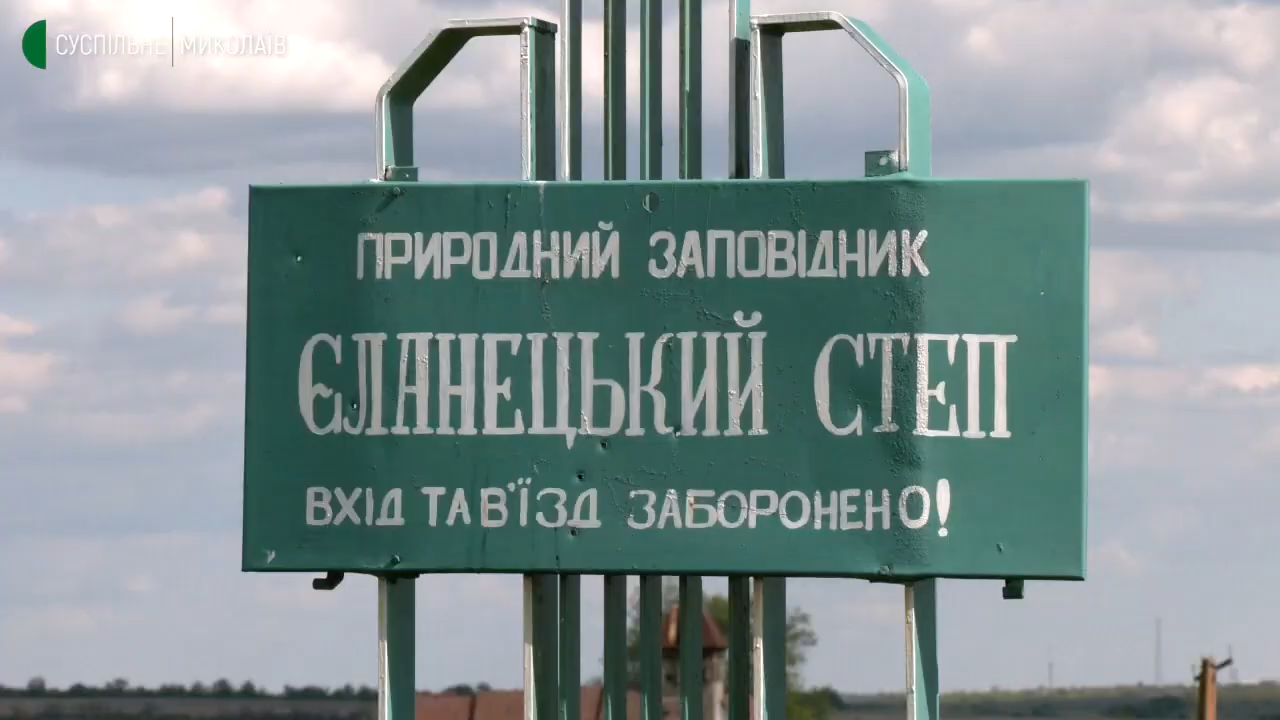 СУСПІЛЬНЕ МИКОЛАЇВ
ПРИРОДНИЙ ЗАПОВІДНИК
ЄЛАНЕЦЬКИЙ СТЕП
ВХІД ТА В'ЇЗД ЗАБОРОНЕНО!